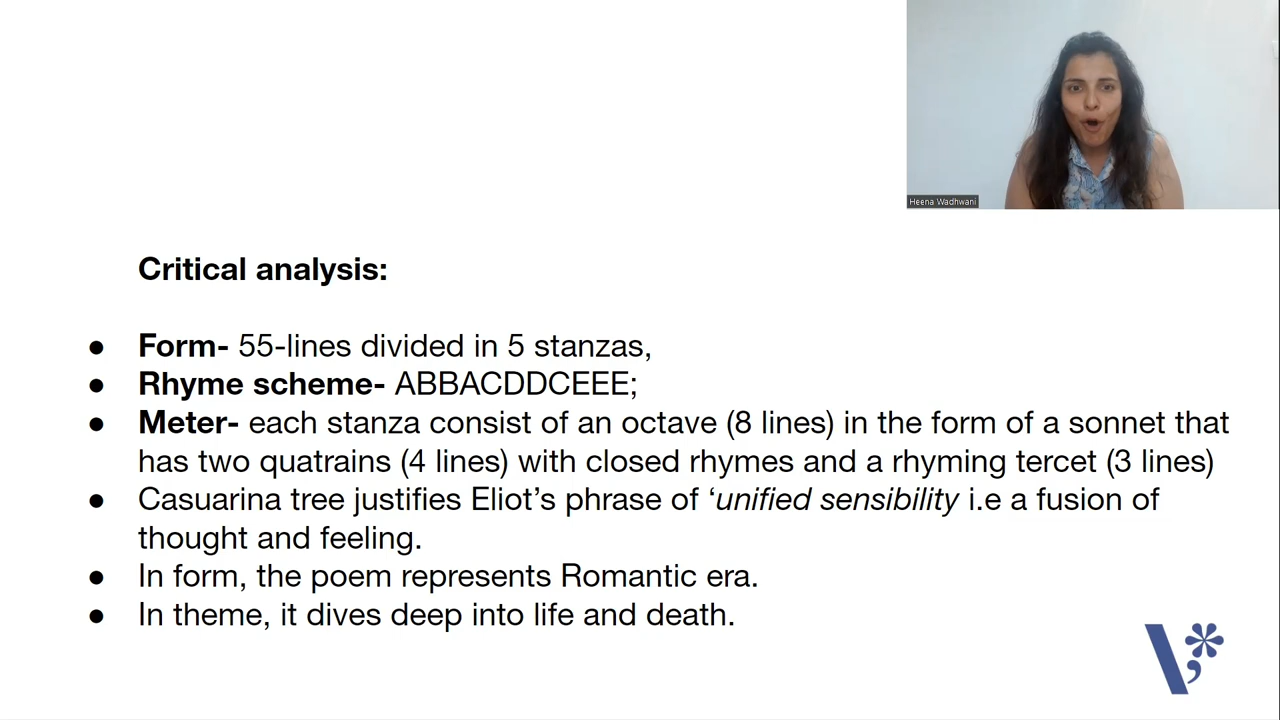 Heena Wadhwani
Critical analysis:
● Form- 55-lines divided in 5 stanzas,
● Rhyme scheme- ABBACDDCEEE;
● Meter- each stanza consist of an octave (8 lines) in the form of a sonnet that
has two quatrains (4 lines) with closed rhymes and a rhyming tercet (3 lines)
● Casuarina tree justifies Eliot’s phrase of ‘unified sensibility i.e a fusion of
thought and feeling.
● In form, the poem represents Romantic era.
● In theme, it dives deep into life and death.